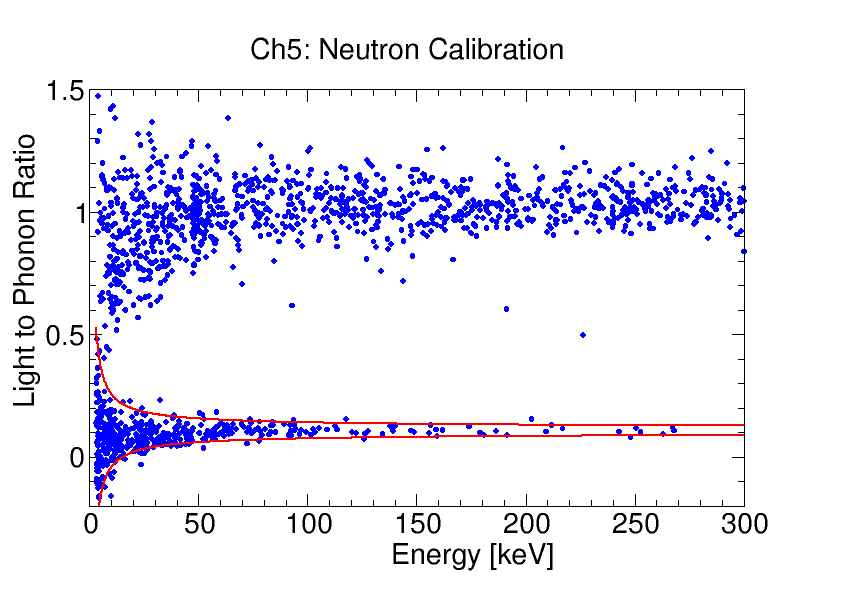 Ch5: Neutron Calibration
Light to Phonon Ratio
1.5
1
0.5
0
0 50 100 150 200 250 300
Energy [keV]